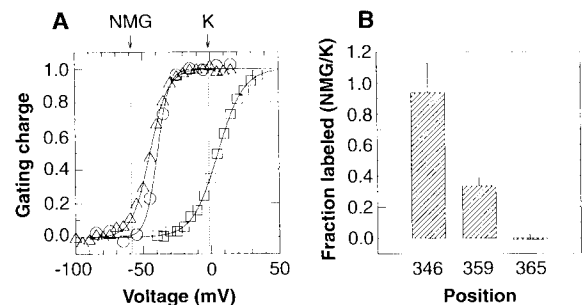 A
NMG
K
Gating charge
1.0
0.8
0.6
0.4
0.2
0.0
-100
-50
0
50
Voltage (mV)
B
Fraction labeled (NMG/K)
1.2
1.0
0.8
0.6
0.4
0.2
0.0
346
359
365
Position